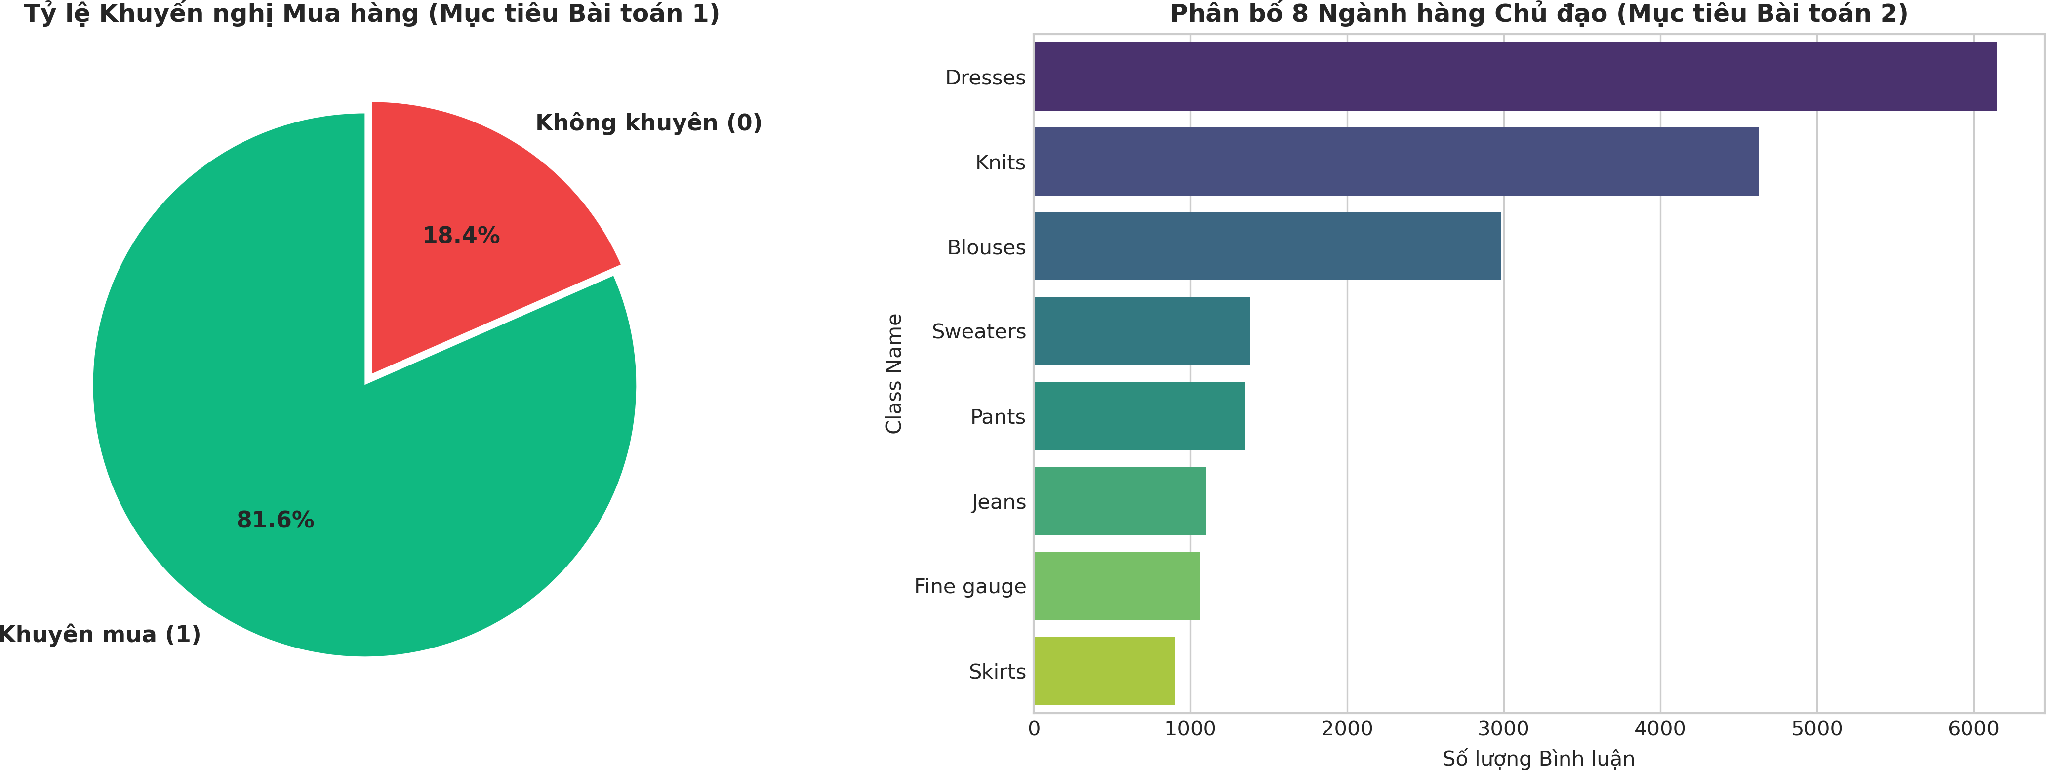 Tỷ lệ Khuyến nghị Mua hàng (Mục tiêu Bài toán 1)
Không khuyên (0)
18.4%
81.6%
Khuyên mua (1)
Phân bố 8 Ngành hàng Chủ đạo (Mục tiêu Bài toán 2)
Class Name
Dresses
Knits
Blouses
Sweaters
Pants
Jeans
Fine gauge
Skirts
0 1000 2000 3000 4000 5000 6000
Số lượng Bình luận